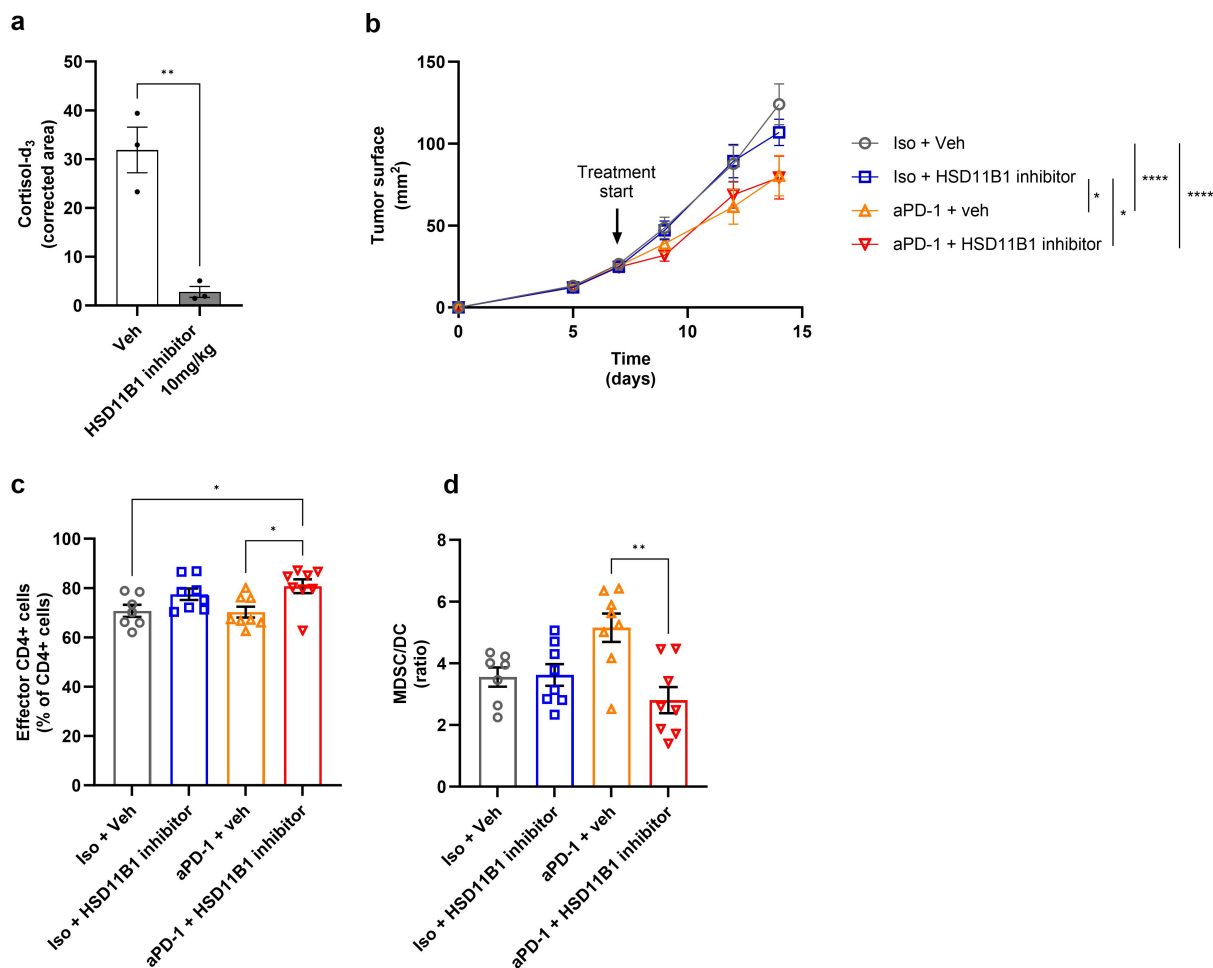 a
50
40
30
20
10
0
Cortisol-d3
(corrected area)
**
Veh
HSD11B1 inhibitor
10mg/kg
b
150
100
50
0
Tumor surface
(mm2)
Treatment
start
0
5
10
15
Time
(days)
Iso + Veh
Iso + HSD11B1 inhibitor
aPD-1 + veh
aPD-1 + HSD11B1 inhibitor
*
*
****
****
c
100
80
60
40
20
0
Effector CD4+ cells
(% of CD4+ cells)
*
*
Iso + Veh
Iso + HSD11B1 inhibitor
aPD-1 + veh
aPD-1 + HSD11B1 inhibitor
d
8
6
4
2
0
MDSC/DC
(ratio)
**
Iso + Veh
Iso + HSD11B1 inhibitor
aPD-1 + veh
aPD-1 + HSD11B1 inhibitor